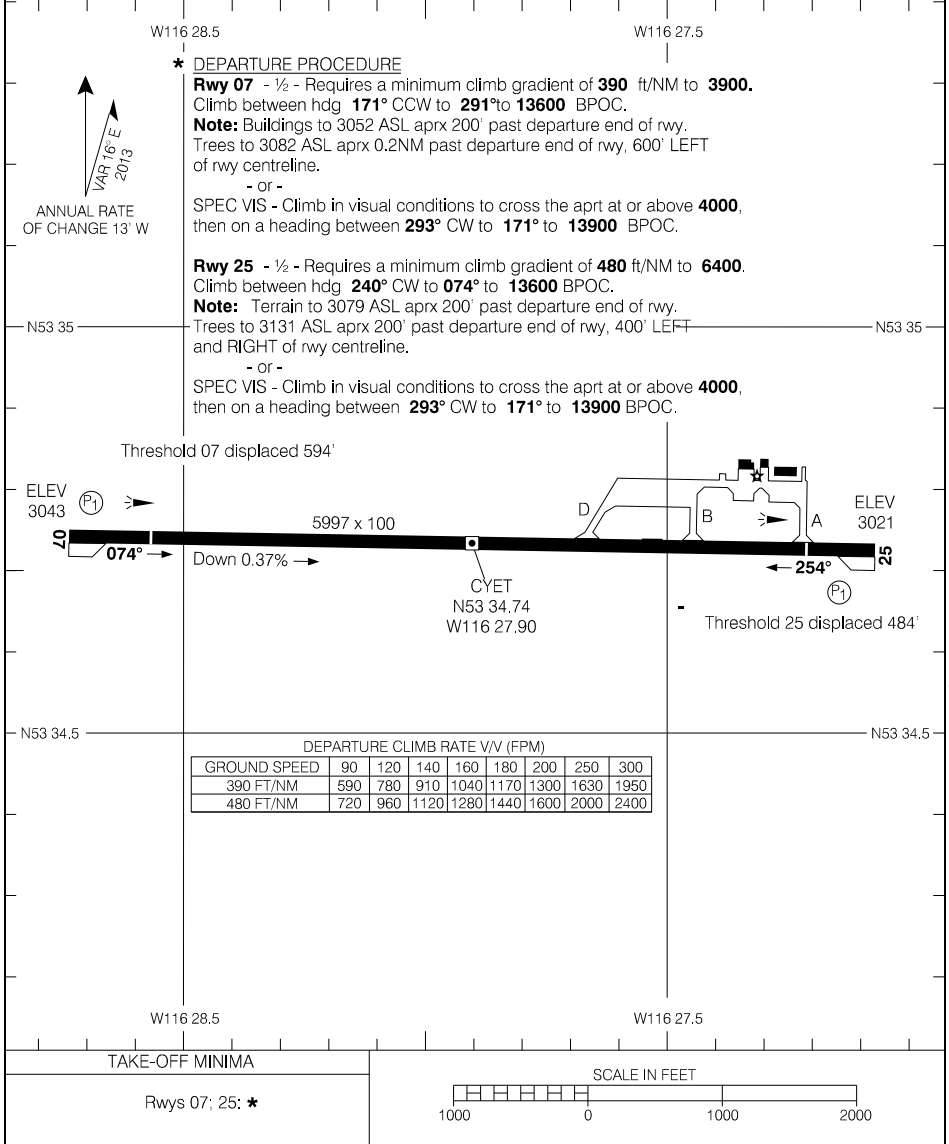 W116 28.5 W116 27.5
* DEPARTURE PROCEDURE
Rwy 07 - ½ - Requires a minimum climb gradient of 390 ft/NM to 3900.
Climb between hdg 171° CCW to 291°to 13600 BPOC.
Note: Buildings to 3052 ASL aprx 200' past departure end of rwy.
Trees to 3082 ASL aprx 0.2NM past departure end of rwy, 600' LEFT
of rwy centreline.
- or -
SPEC VIS - Climb in visual conditions to cross the aprt at or above 4000,
then on a heading between 293° CW to 171° to 13900 BPOC.
VAR 16° E
2013
ANNUAL RATE
OF CHANGE 13' W
Rwy 25 - ½ - Requires a minimum climb gradient of 480 ft/NM to 6400.
Climb between hdg 240° CW to 074° to 13600 BPOC.
Note: Terrain to 3079 ASL aprx 200' past departure end of rwy.
Trees to 3131 ASL aprx 200' past departure end of rwy, 400' LEFT
and RIGHT of rwy centreline.
- or -
SPEC VIS - Climb in visual conditions to cross the aprt at or above 4000,
then on a heading between 293° CW to 171° to 13900 BPOC.
N53 35 N53 35
Threshold 07 displaced 594'
ELEV
3043
P1
07
074°
5997 x 100
Down 0.37%
CYET
N53 34.74
W116 27.90
D
B
A
ELEV
3021
25
254°
P1
Threshold 25 displaced 484'
N53 34.5 N53 34.5
DEPARTURE CLIMB RATE V/V (FPM)
GROUND SPEED 90 120 140 160 180 200 250 300
390 FT/NM 590 780 910 1040 1170 1300 1630 1950
480 FT/NM 720 960 1120 1280 1440 1600 2000 2400
W116 28.5 W116 27.5
TAKE-OFF MINIMA
Rwys 07; 25: *
SCALE IN FEET
1000 0 1000 2000